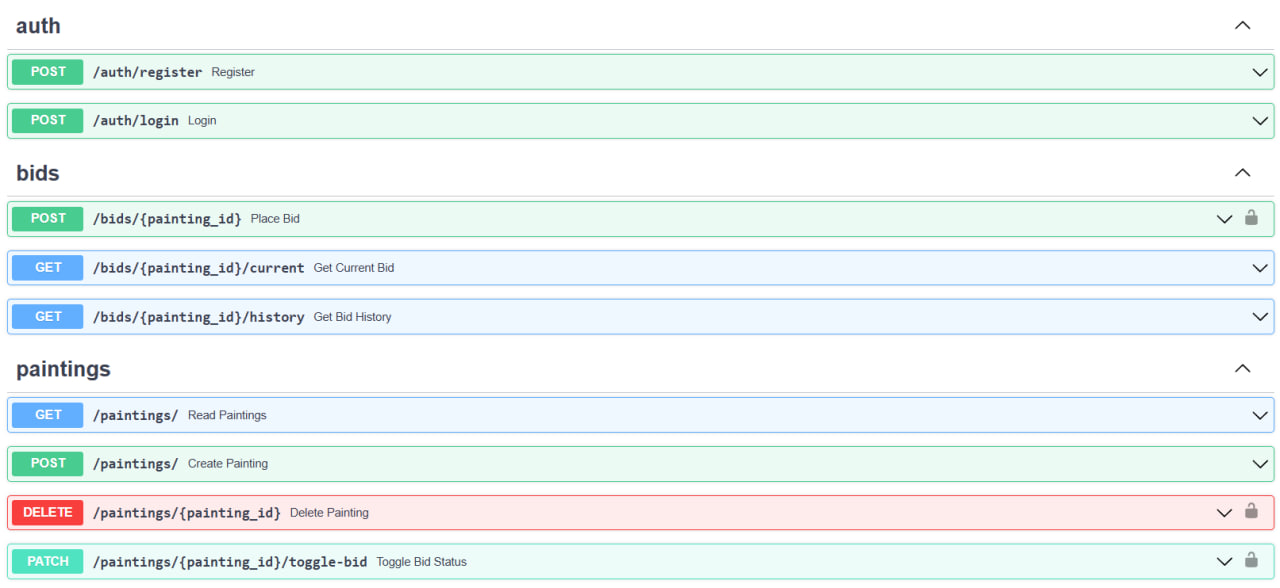 auth
POST /auth/register Register
POST /auth/login Login
bids
POST /bids/{painting_id} Place Bid
GET /bids/{painting_id}/current Get Current Bid
GET /bids/{painting_id}/history Get Bid History
paintings
GET /paintings/ Read Paintings
POST /paintings/ Create Painting
DELETE /paintings/{painting_id} Delete Painting
PATCH /paintings/{painting_id}/toggle-bid Toggle Bid Status